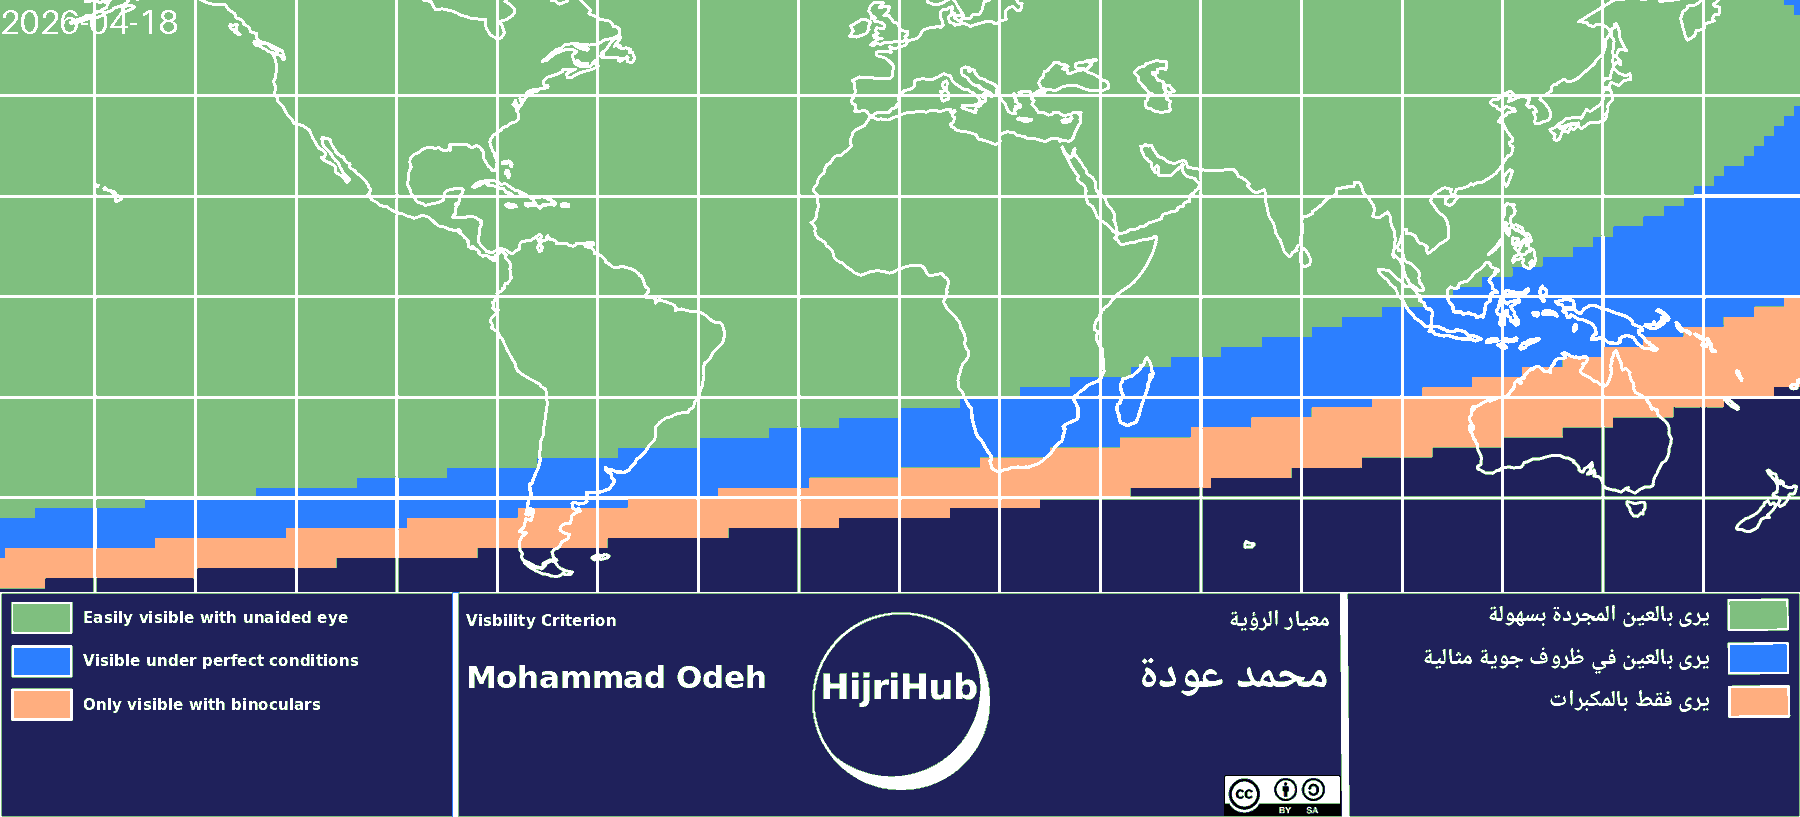 2026-04-18
Easily visible with unaided eye
Visible under perfect conditions
Only visible with binoculars
Visbility Criterion
Mohammad Odeh
HijriHub
معيار الرؤية
محمد عودة
cc
BY SA
يرى بالعين المجردة بسهولة
يرى بالعين في ظروف جوية مثالية
يرى فقط بالمكبرات